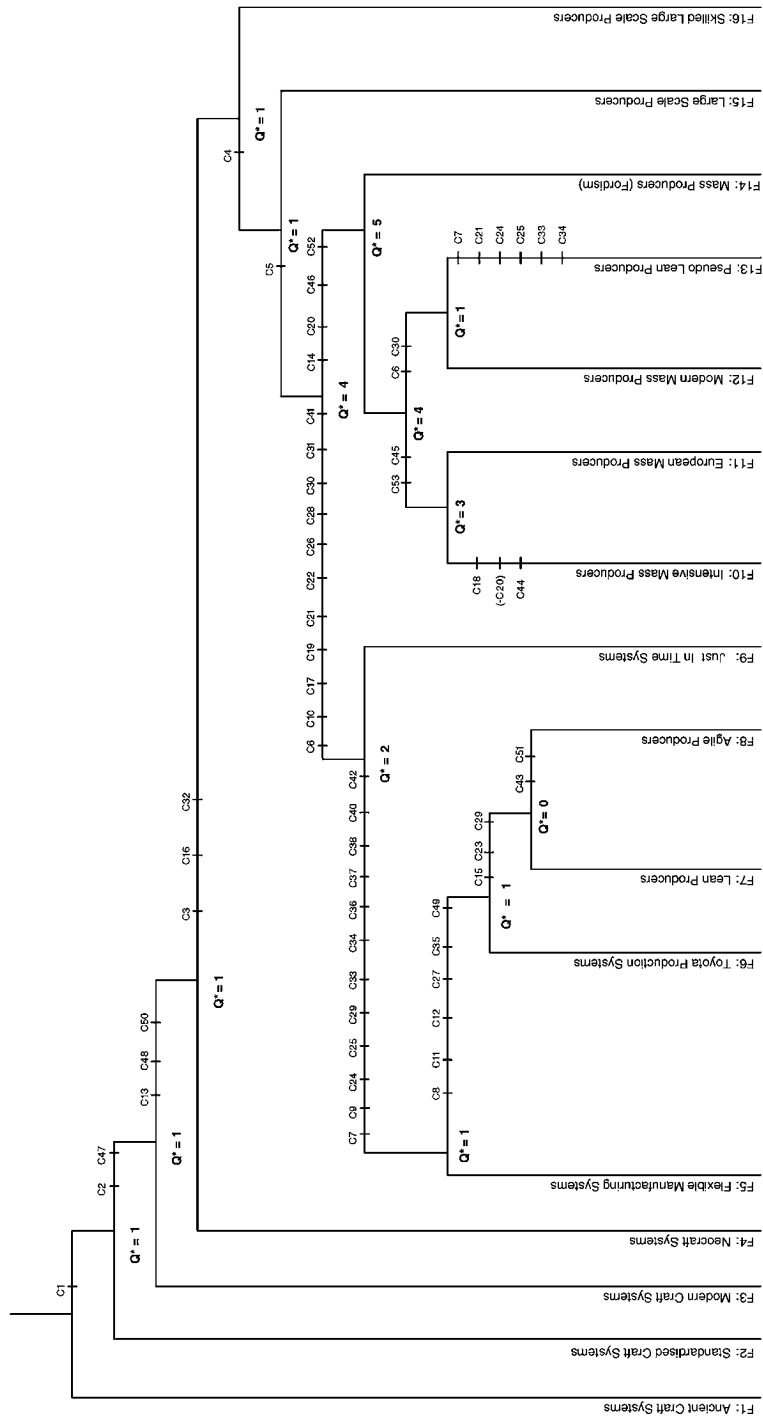 C1
C2
C47
Q* = 1
C13
C48
C50
Q* = 1
C3
C16
C32
Q* = 1
C4
Q* = 1
C5
Q* = 1
C6
C10
C17
C19
C21
C22
C26
C28
C30
C31
C41
C14
C20
C46
C52
Q* = 4
C7
C9
C24
C25
C29
C33
C34
C36
C37
C38
C40
C42
Q* = 2
Q* = 5
C53
C45
C6
C30
Q* = 4
C8
C11
C12
C27
C35
C49
Q* = 1
C15
C23
C29
Q* = 1
C43
C51
Q* = 0
Q* = 3
C18
(-C20)
C44
Q* = 1
C7
C21
C24
C25
C33
C34
F1: Ancient Craft Systems
F2: Standardised Craft Systems
F3: Modern Craft Systems
F4: Neocraft Systems
F5: Flexible Manufacturing Systems
F6: Toyota Production System
F7: Lean Producers
F8: Agile Producers
F9: Just In Time Systems
F10: Intensive Mass Producers
F11: European Mass Producers
F12: Modern Mass Producers
F13: Pseudo Lean Producers
F14: Mass Producers (Fordism)
F15: Large Scale Producers
F16: Skilled Large Scale Producers